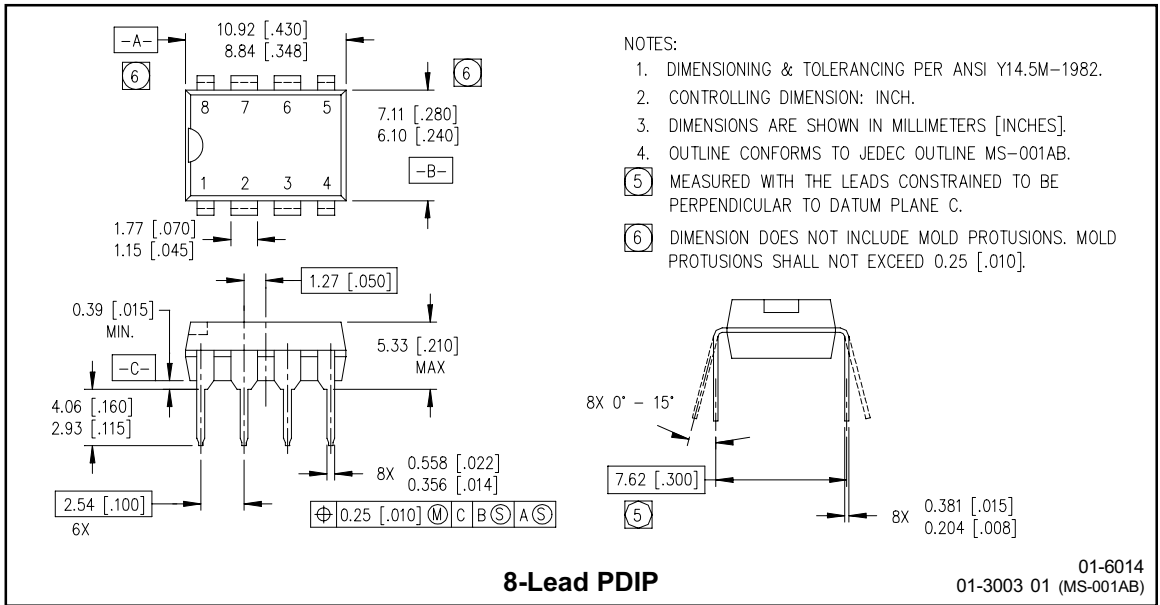 10.92 [.430]
8.84 [.348]
-A-
6
6
8 7 6 5
1 2 3 4
7.11 [.280]
6.10 [.240]
-B-
1.77 [.070]
1.15 [.045]
1.27 [.050]
0.39 [.015]
MIN.
-C-
5.33 [.210]
MAX
4.06 [.160]
2.93 [.115]
8X 0.558 [.022]
0.356 [.014]
2.54 [.100]
6X
⌖ 0.25 [.010] Ⓜ C B Ⓢ A Ⓢ
NOTES:
1. DIMENSIONING & TOLERANCING PER ANSI Y14.5M-1982.
2. CONTROLLING DIMENSION: INCH.
3. DIMENSIONS ARE SHOWN IN MILLIMETERS [INCHES].
4. OUTLINE CONFORMS TO JEDEC OUTLINE MS-001AB.
5 MEASURED WITH THE LEADS CONSTRAINED TO BE
PERPENDICULAR TO DATUM PLANE C.
6 DIMENSION DOES NOT INCLUDE MOLD PROTUSIONS. MOLD
PROTUSIONS SHALL NOT EXCEED 0.25 [.010].
8X 0° - 15°
7.62 [.300]
5
8X 0.381 [.015]
0.204 [.008]
8-Lead PDIP
01-6014
01-3003 01 (MS-001AB)